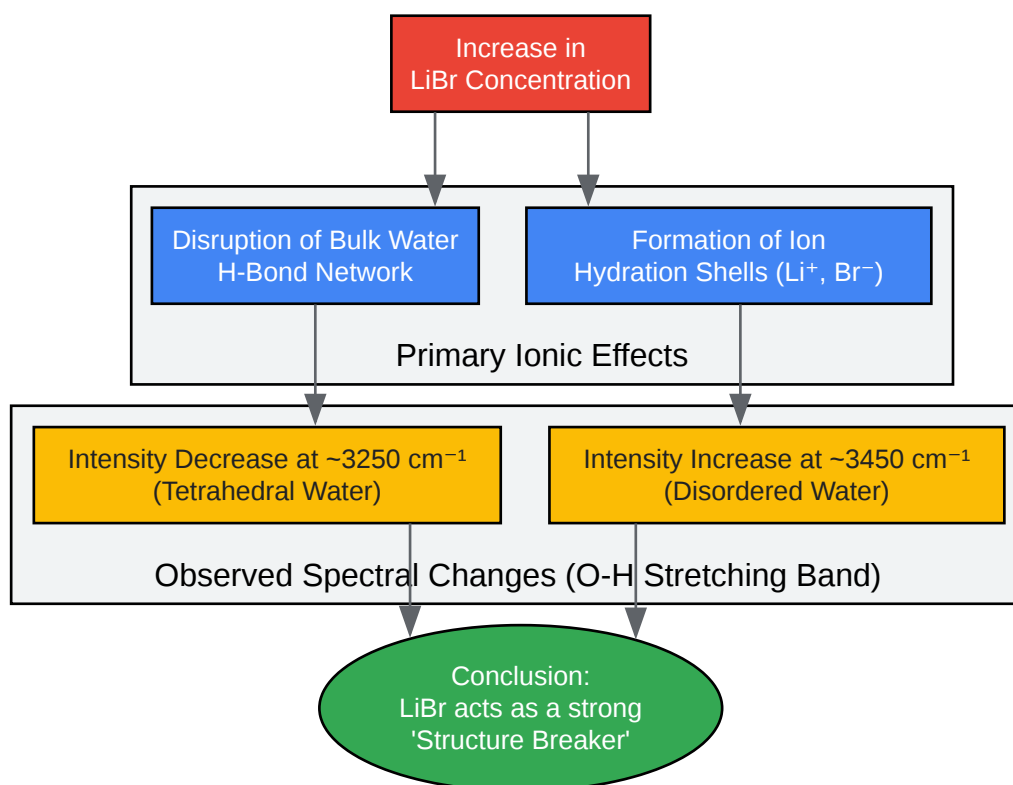 Increase in
LiBr Concentration
Disruption of Bulk Water
H-Bond Network
Formation of Ion
Hydration Shells (Li⁺, Br⁻)
Primary Ionic Effects
Intensity Decrease at ~3250 cm⁻¹
(Tetrahedral Water)
Intensity Increase at ~3450 cm⁻¹
(Disordered Water)
Observed Spectral Changes (O-H Stretching Band)
Conclusion:
LiBr acts as a strong
'Structure Breaker'